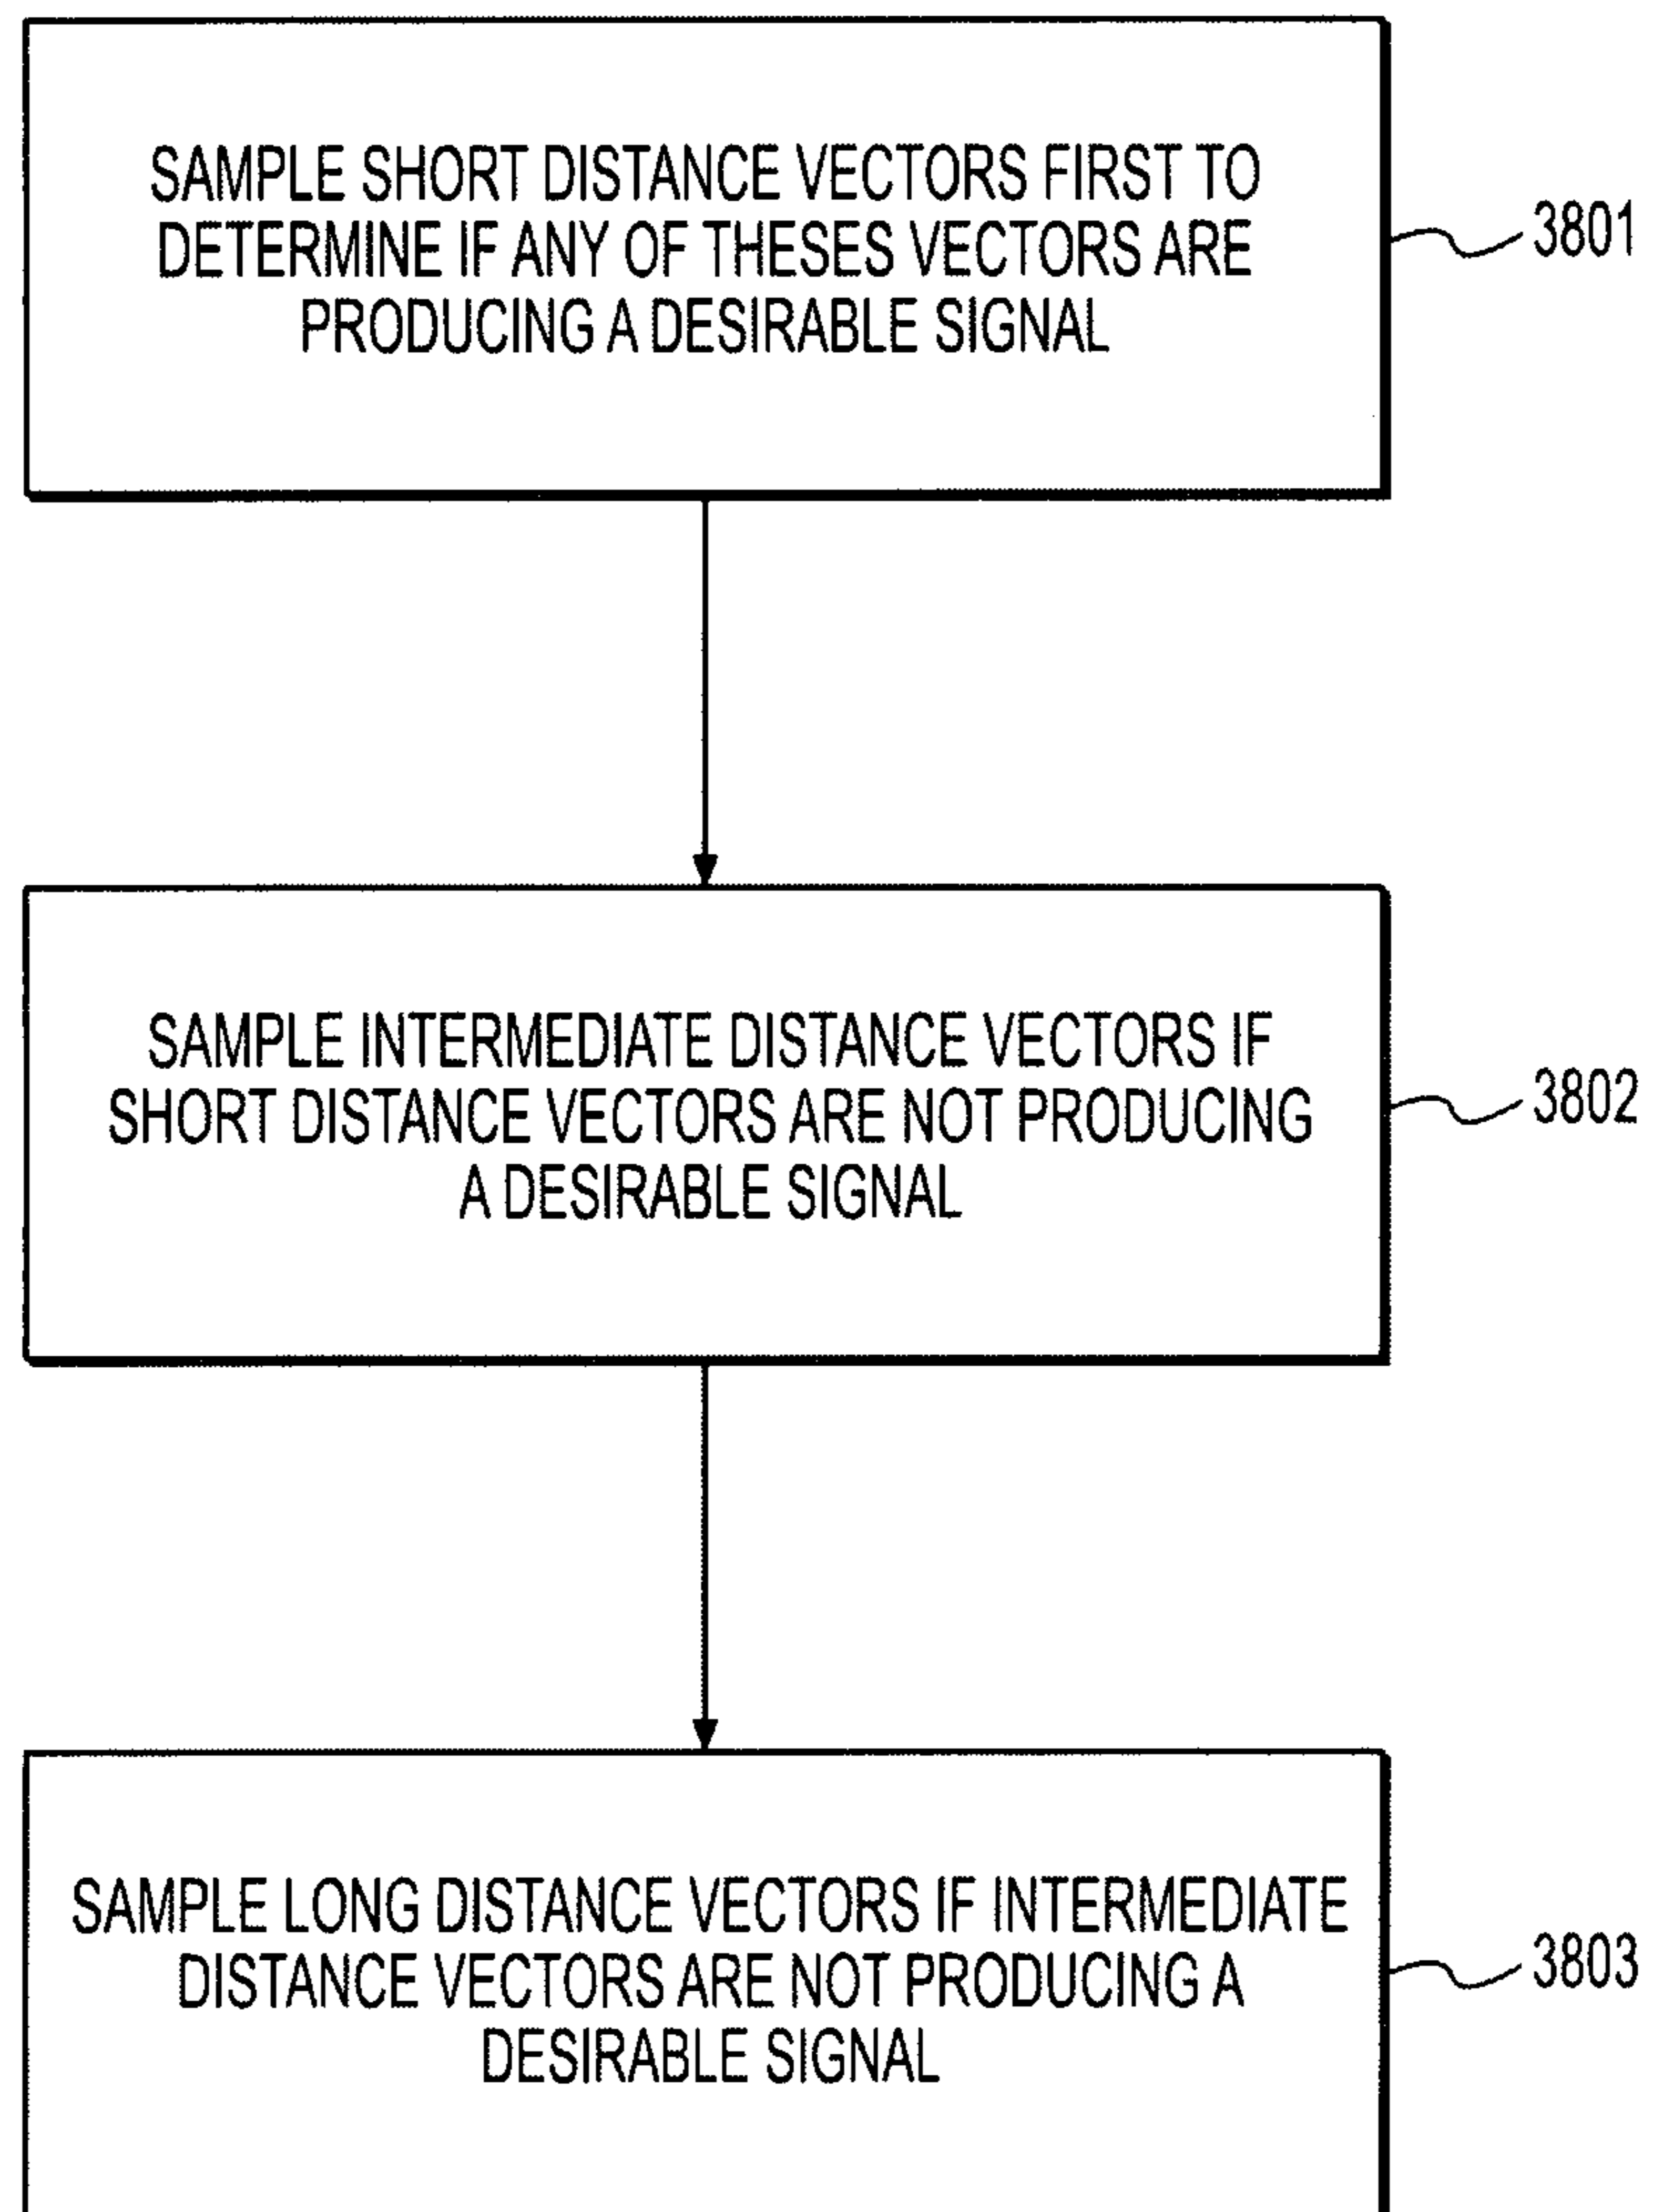 SAMPLE SHORT DISTANCE VECTORS FIRST TO
DETERMINE IF ANY OF THESES VECTORS ARE
PRODUCING A DESIRABLE SIGNAL
3801
SAMPLE INTERMEDIATE DISTANCE VECTORS IF
SHORT DISTANCE VECTORS ARE NOT PRODUCING
A DESIRABLE SIGNAL
3802
SAMPLE LONG DISTANCE VECTORS IF INTERMEDIATE
DISTANCE VECTORS ARE NOT PRODUCING A
DESIRABLE SIGNAL
3803